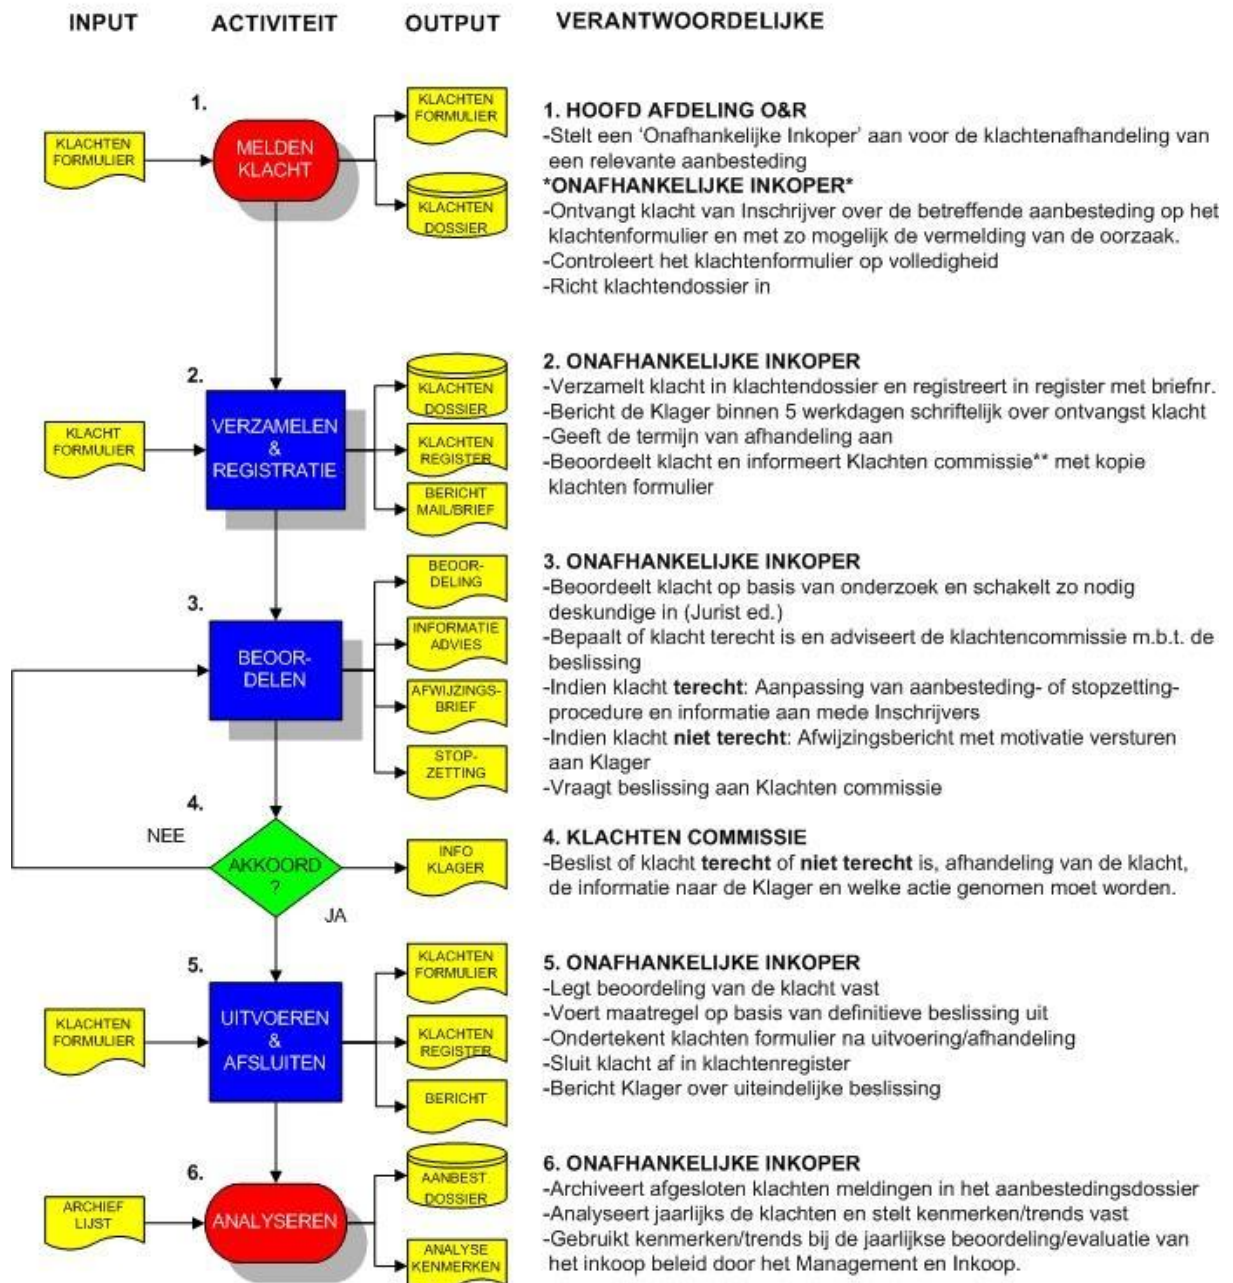 INPUT ACTIVITEIT OUTPUT VERANTWOORDELIJKE
1.
KLACHTEN
FORMULIER
MELDEN
KLACHT
KLACHTEN
FORMULIER
KLACHTEN
DOSSIER
1. HOOFD AFDELING O&R
-Stelt een ‘Onafhankelijke Inkoper’ aan voor de klachtenafhandeling van
een relevante aanbesteding
*ONAFHANKELIJKE INKOPER*
-Ontvangt klacht van Inschrijver over de betreffende aanbesteding op het
klachtenformulier en met zo mogelijk de vermelding van de oorzaak.
-Controleert het klachtenformulier op volledigheid
-Richt klachtendossier in
2.
KLACHT
FORMULIER
VERZAMELEN
&
REGISTRATIE
KLACHTEN
DOSSIER
KLACHTEN
REGISTER
BERICHT
MAIL/BRIEF
2. ONAFHANKELIJKE INKOPER
-Verzamelt klacht in klachtendossier en registreert in register met briefnr.
-Bericht de Klager binnen 5 werkdagen schriftelijk over ontvangst klacht
-Geeft de termijn van afhandeling aan
-Beoordeelt klacht en informeert Klachten commissie** met kopie
klachten formulier
3.
BEOOR-
DELEN
BEOOR-
DELING
INFORMATIE
ADVIES
AFWIJZINGS-
BRIEF
STOP-
ZETTING
3. ONAFHANKELIJKE INKOPER
-Beoordeelt klacht op basis van onderzoek en schakelt zo nodig
deskundige in (Jurist ed.)
-Bepaalt of klacht terecht is en adviseert de klachtencommissie m.b.t. de
beslissing
-Indien klacht terecht: Aanpassing van aanbesteding- of stopzetting-
procedure en informatie aan mede Inschrijvers
-Indien klacht niet terecht: Afwijzingsbericht met motivatie versturen
aan Klager
-Vraagt beslissing aan Klachten commissie
4.
NEE
AKKOORD
?
JA
INFO
KLAGER
4. KLACHTEN COMMISSIE
-Beslist of klacht terecht of niet terecht is, afhandeling van de klacht,
de informatie naar de Klager en welke actie genomen moet worden.
5.
KLACHTEN
FORMULIER
UITVOEREN
&
AFSLUITEN
KLACHTEN
FORMULIER
KLACHTEN
REGISTER
BERICHT
5. ONAFHANKELIJKE INKOPER
-Legt beoordeling van de klacht vast
-Voert maatregel op basis van definitieve beslissing uit
-Ondertekent klachten formulier na uitvoering/afhandeling
-Sluit klacht af in klachtenregister
-Bericht Klager over uiteindelijke beslissing
6.
ARCHIEF
LIJST
ANALYSEREN
AANBEST.
DOSSIER
ANALYSE
KENMERKEN
6. ONAFHANKELIJKE INKOPER
-Archiveert afgesloten klachten meldingen in het aanbestedingsdossier
-Analyseert jaarlijks de klachten en stelt kenmerken/trends vast
-Gebruikt kenmerken/trends bij de jaarlijkse beoordeling/evaluatie van
het inkoop beleid door het Management en Inkoop.